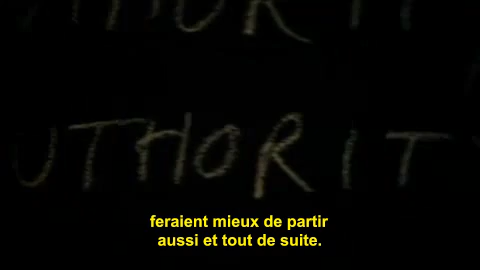 UTHORIT
feraient mieux de partir
aussi et tout de suite.